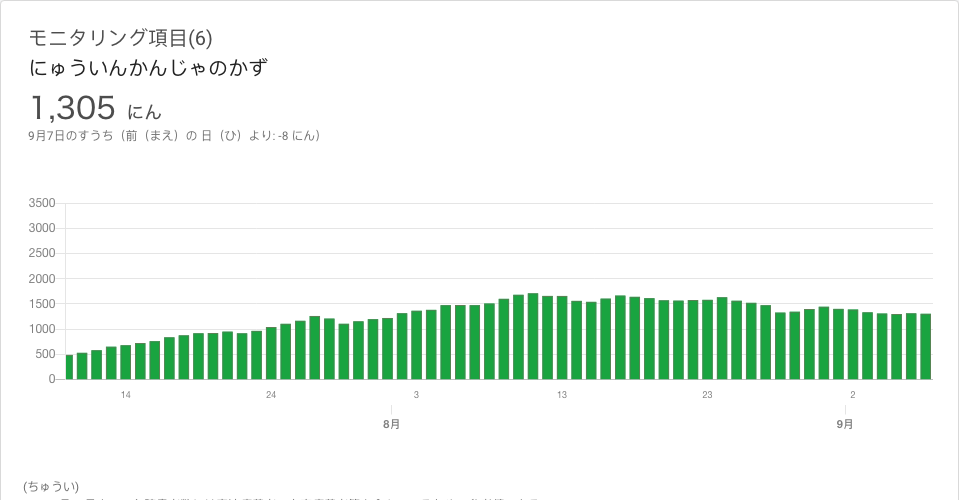 モニタリング項目(6)
にゅういんかんじゃのかず
1,305 にん
9月7日のすうち（前（まえ）の 日（ひ）より: -8 にん）
3500
3000
2500
2000
1500
1000
500
0
14 24 3 13 23 2
8月 9月
(ちゅうい)